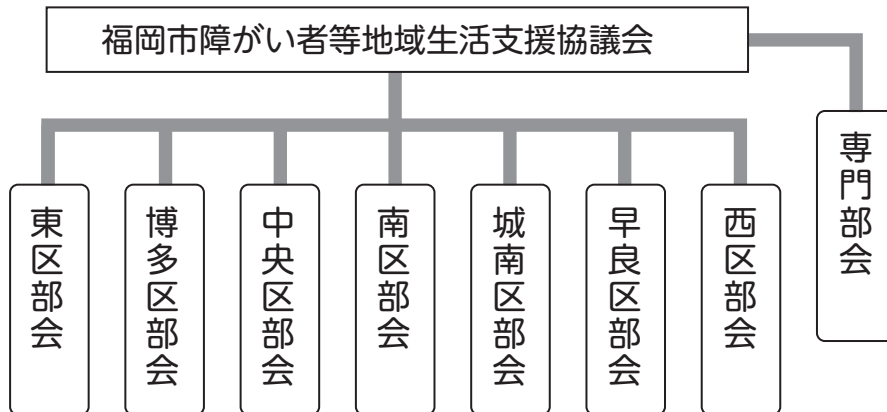 福岡市障がい者等地域生活支援協議会
東区部会
博多区部会
中央区部会
南区部会
城南区部会
早良区部会
西区部会
専門部会